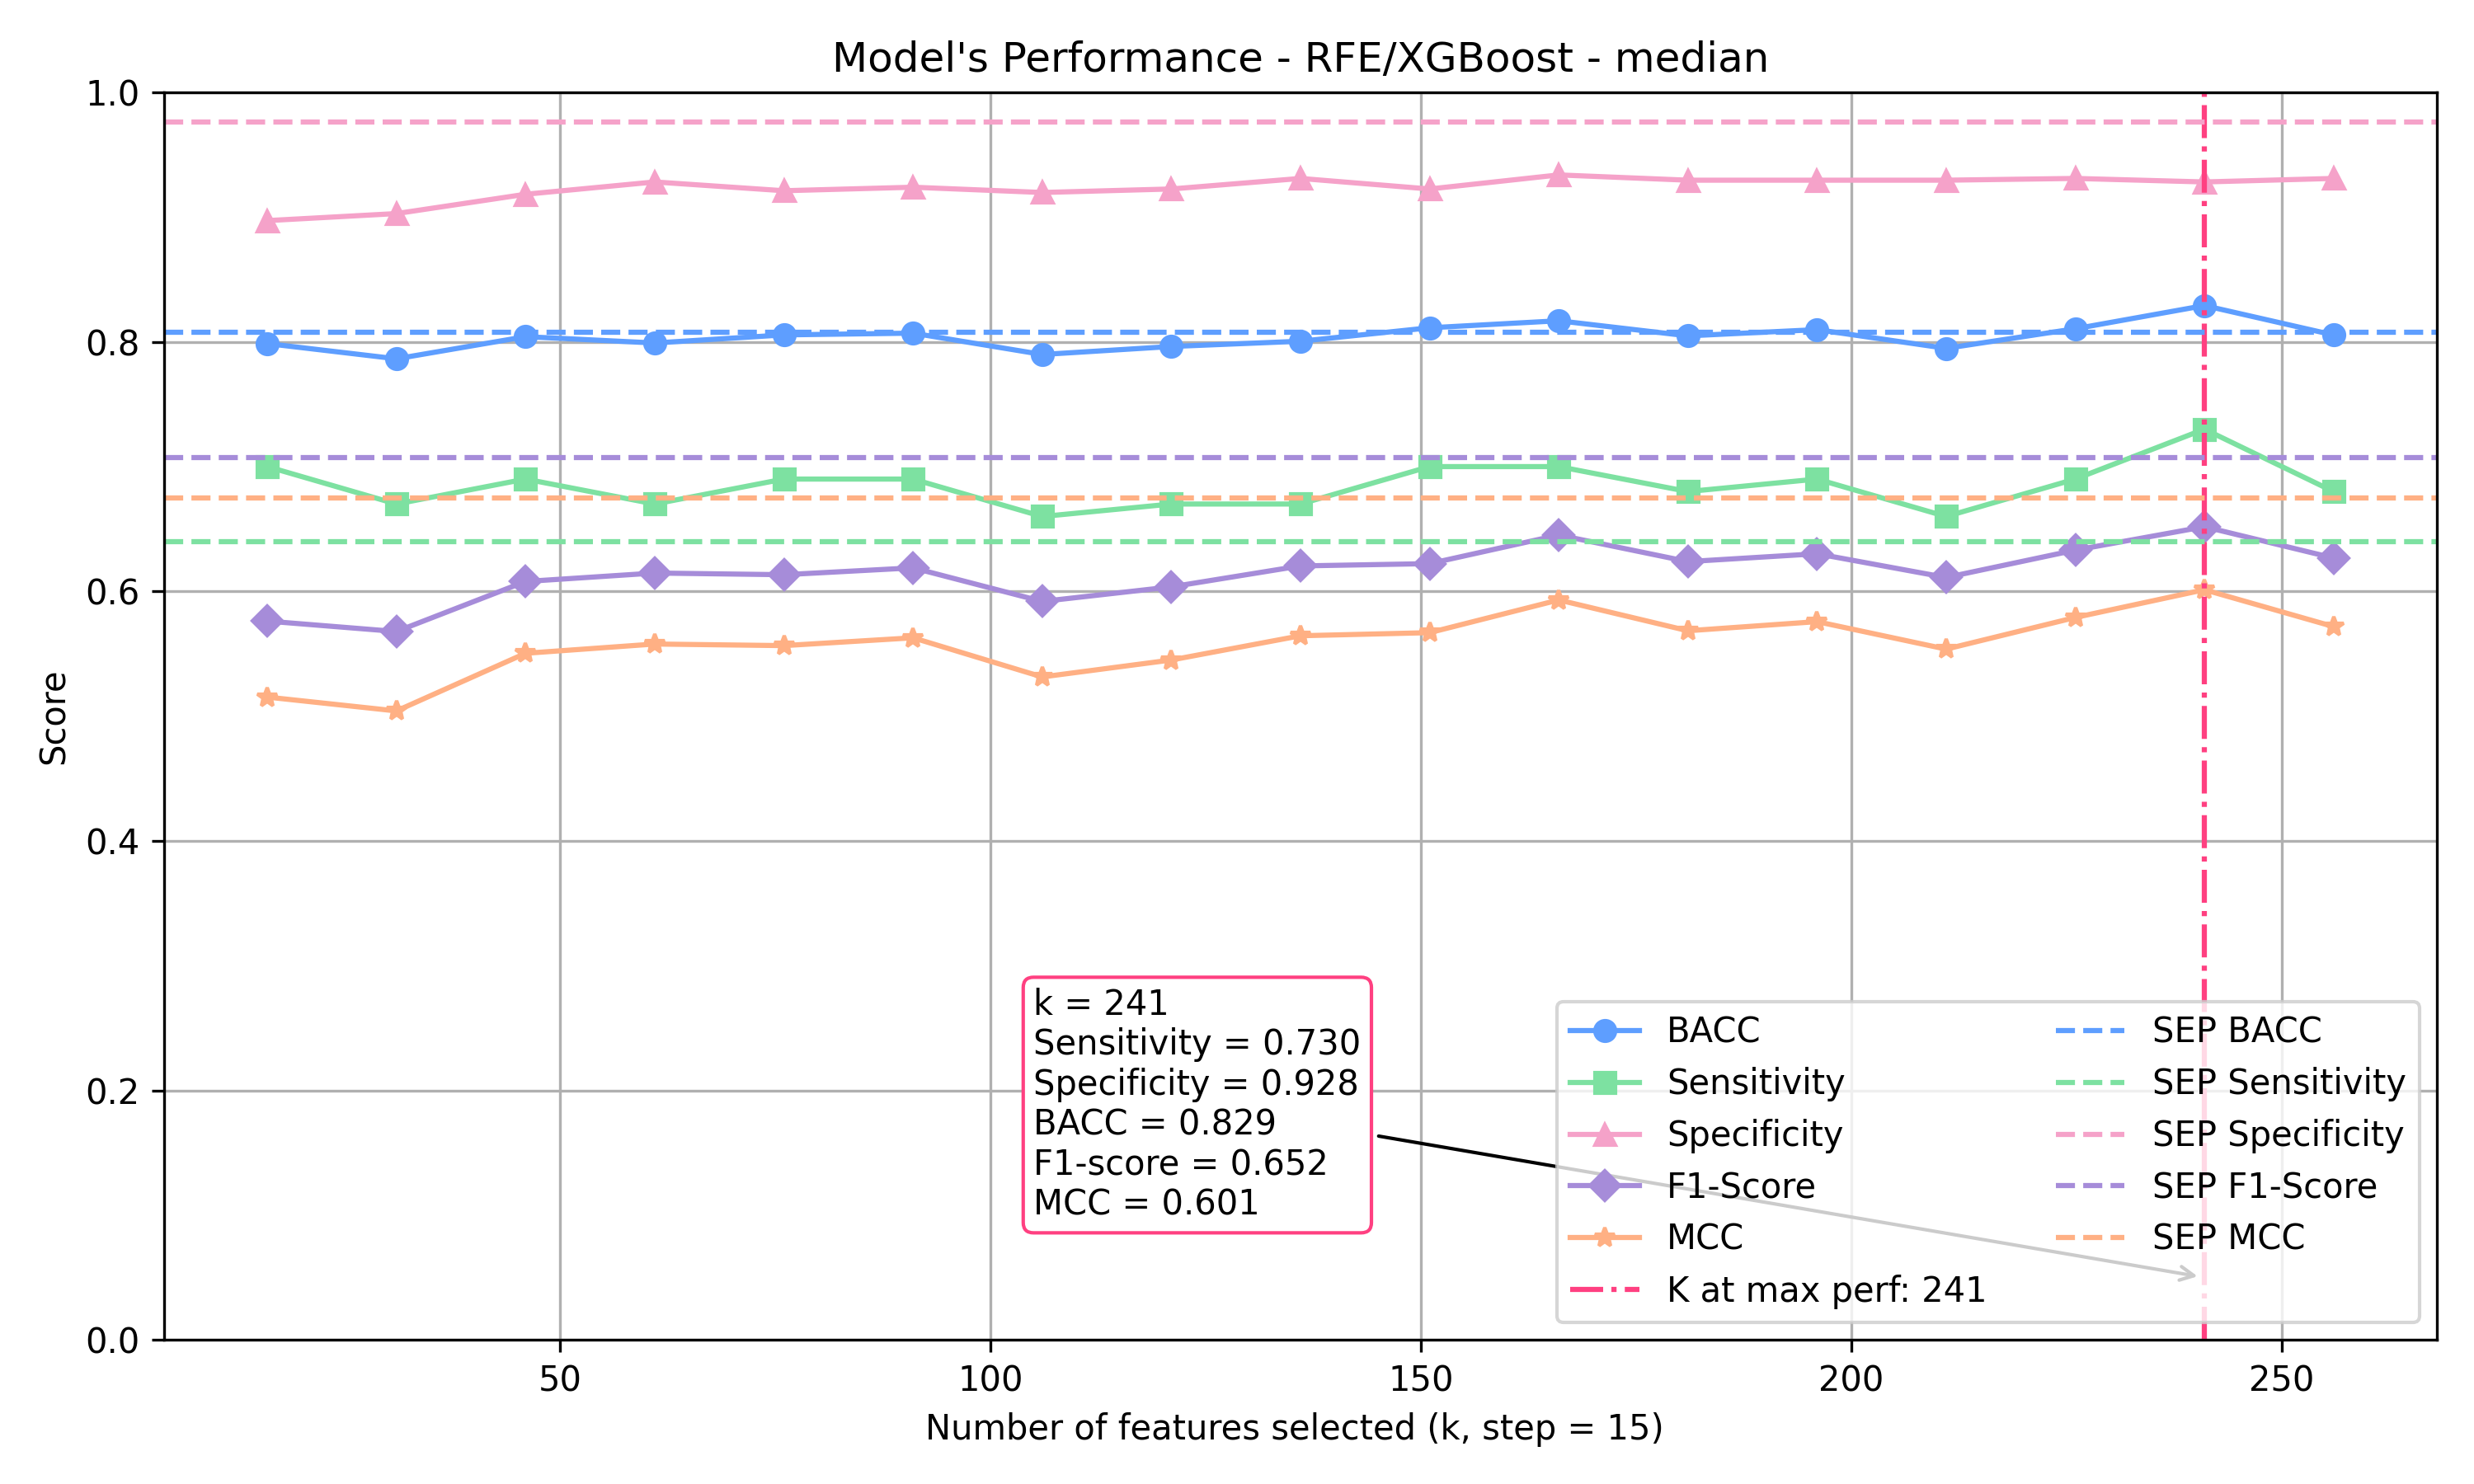 Model's Performance - RFE/XGBoost - median
1.0
0.8
0.6
0.4
0.2
0.0
Score
k = 241
Sensitivity = 0.730
Specificity = 0.928
BACC = 0.829
F1-score = 0.652
MCC = 0.601
BACC
Sensitivity
Specificity
F1-Score
MCC
K at max perf: 241
SEP BACC
SEP Sensitivity
SEP Specificity
SEP F1-Score
SEP MCC
50 100 150 200 250
Number of features selected (k, step = 15)